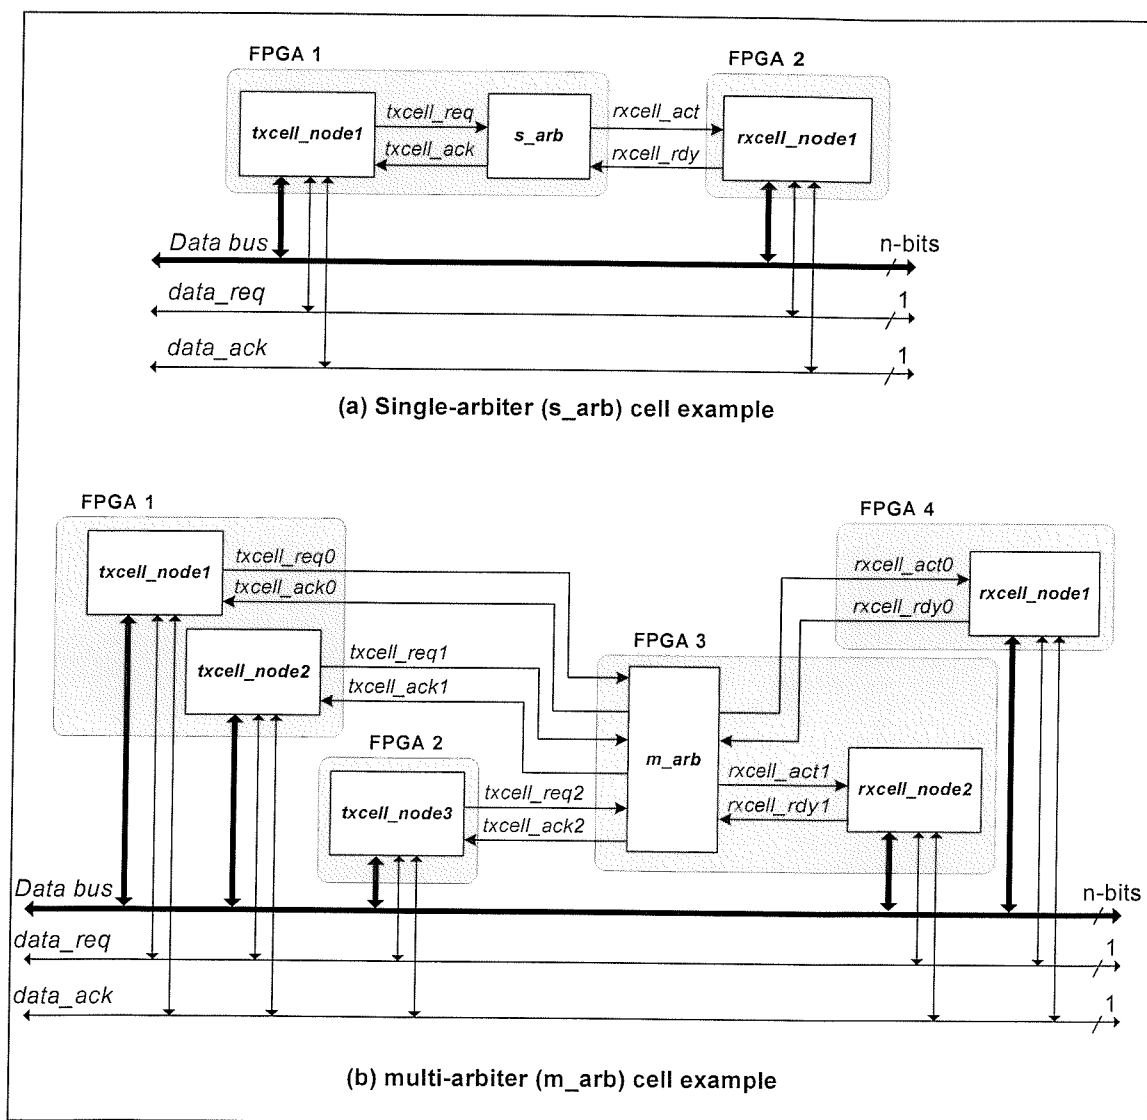 FPGA 1
FPGA 2
txcell_node1
txcell_req
txcell_ack
s_arb
rxcell_act
rxcell_rdy
rxcell_node1
Data bus
n-bits
data_req
1
data_ack
1
(a) Single-arbiter (s_arb) cell example
FPGA 1
FPGA 4
txcell_node1
txcell_req0
txcell_ack0
rxcell_act0
rxcell_rdy0
rxcell_node1
txcell_node2
txcell_req1
txcell_ack1
FPGA 3
FPGA 2
m_arb
txcell_node3
txcell_req2
txcell_ack2
rxcell_act1
rxcell_rdy1
rxcell_node2
Data bus
n-bits
data_req
1
data_ack
1
(b) multi-arbiter (m_arb) cell example